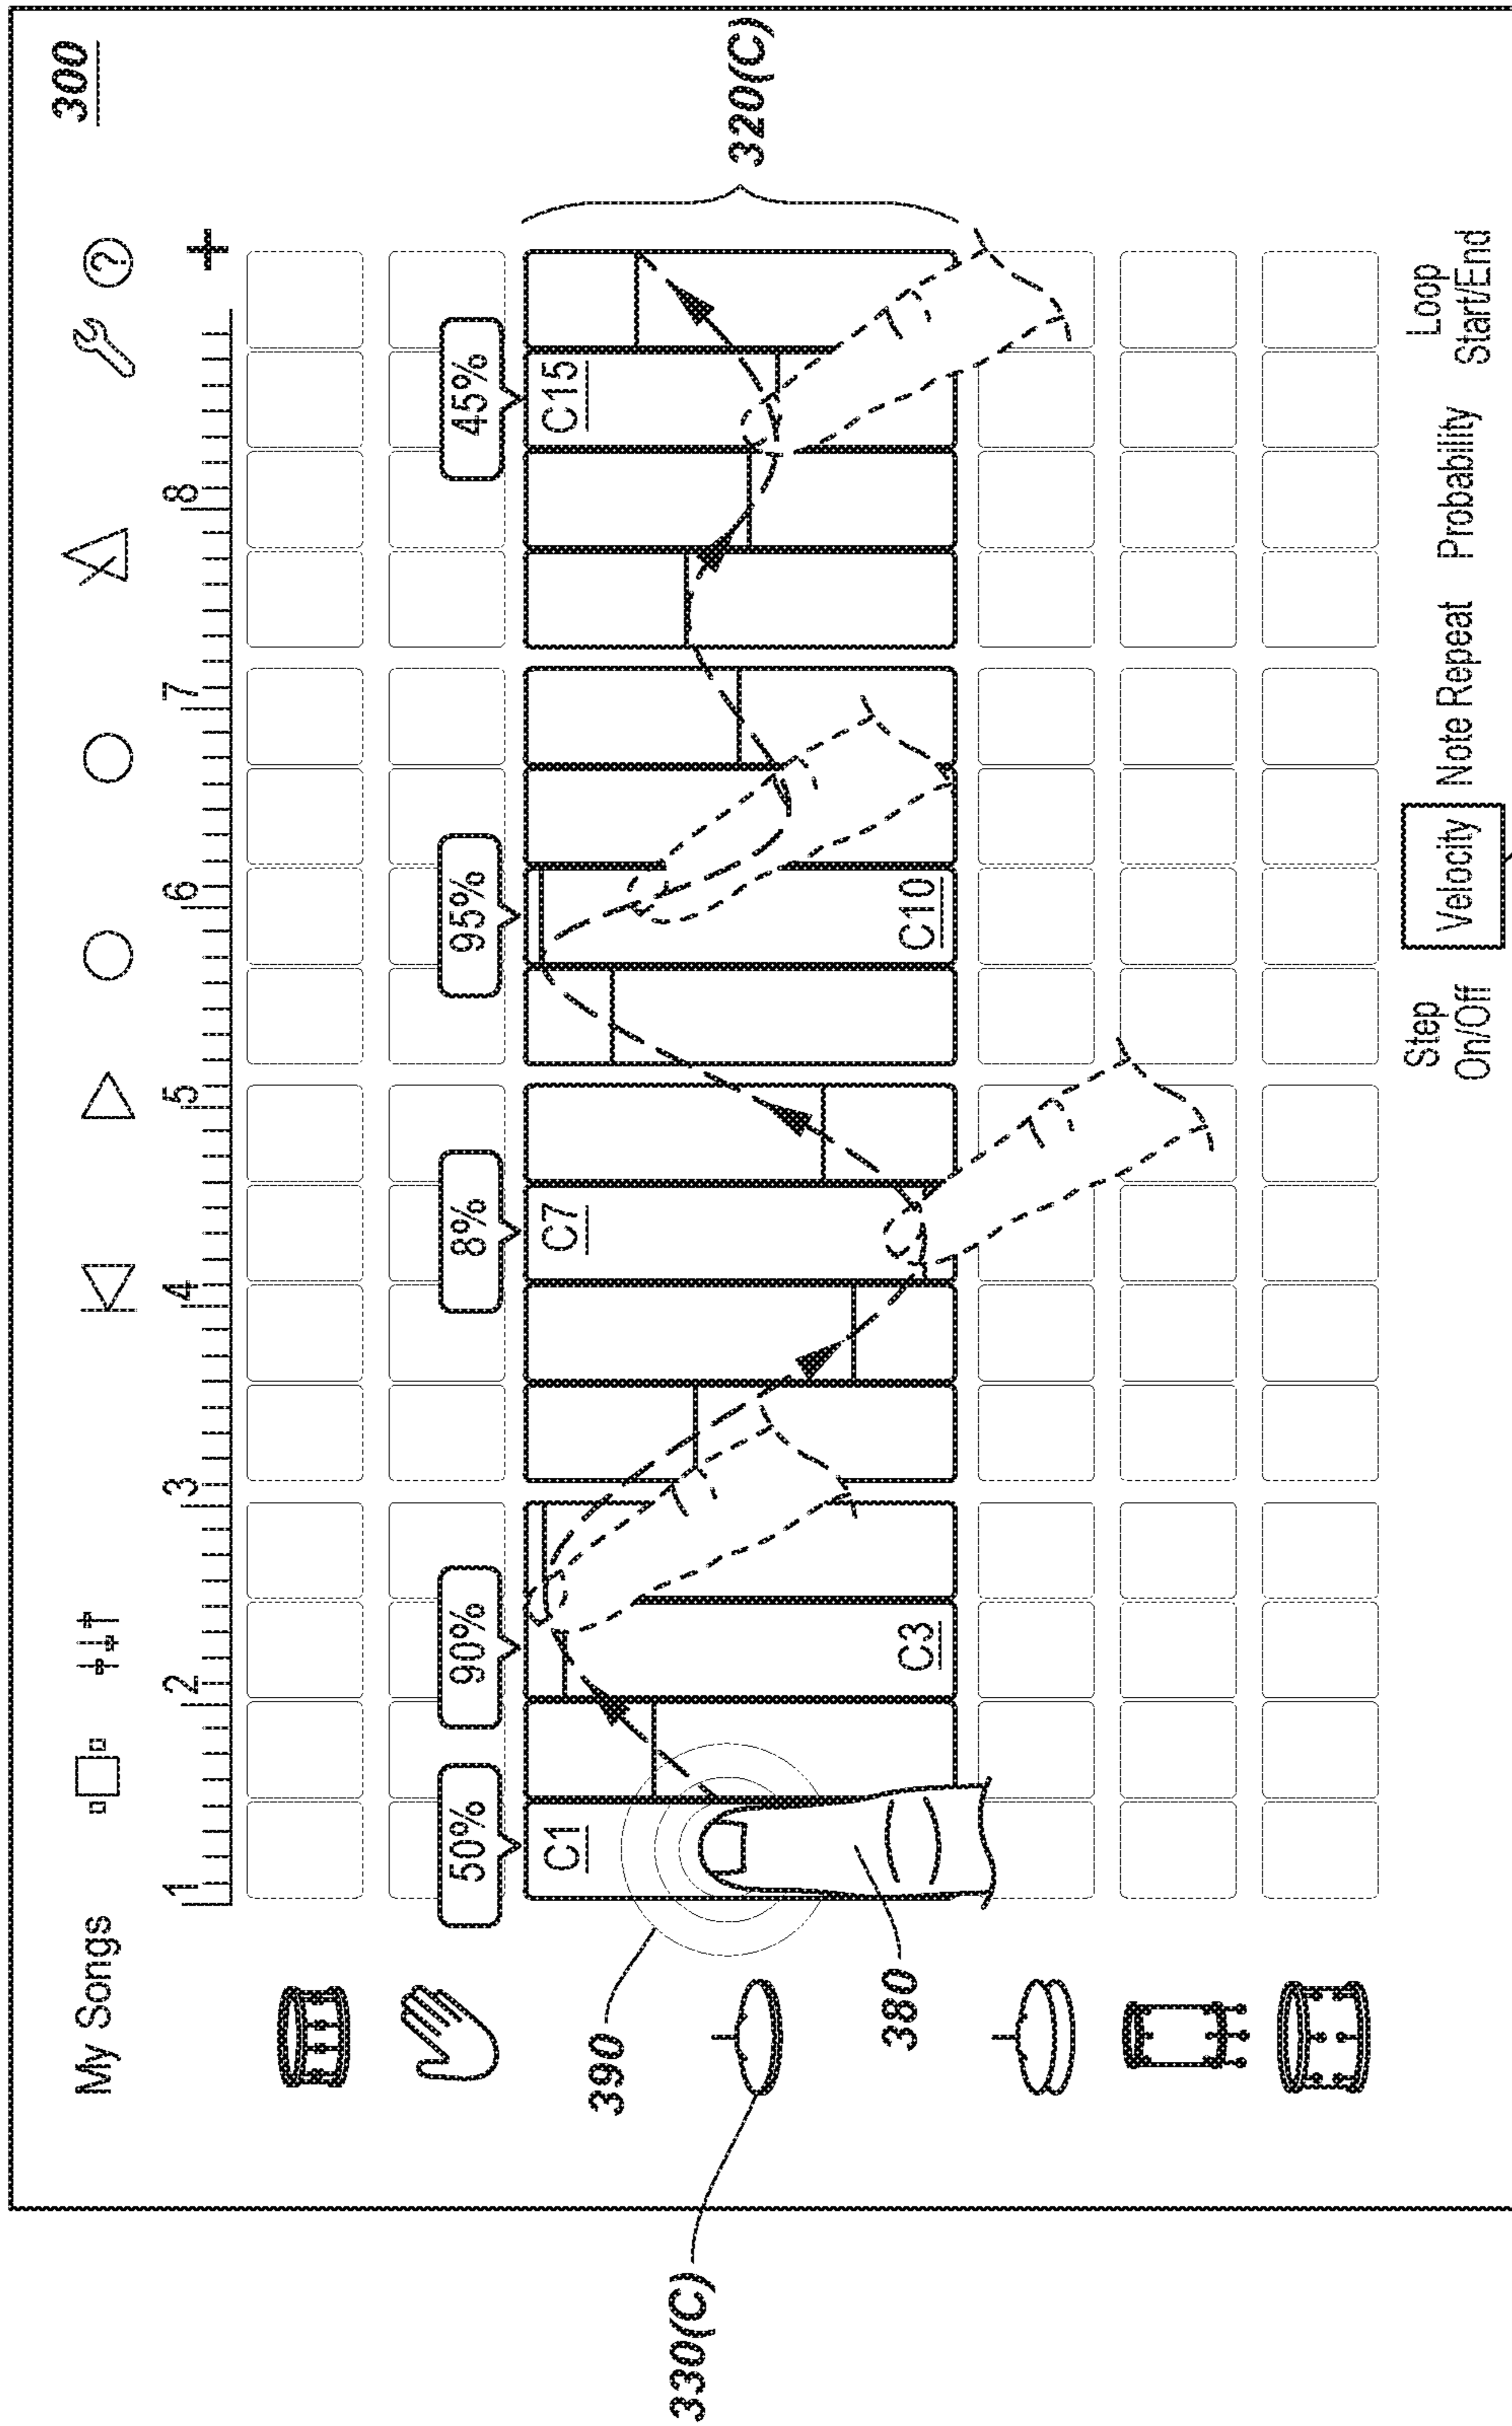 300
My Songs
?
1 2 3 4 5 6 7 8 +
50% 90% 8% 95% 45%
C1 C7 C15
C3 C10
320(C)
390
330(C)
380
Step On/Off
Velocity
Note Repeat
Probability
Loop Start/End